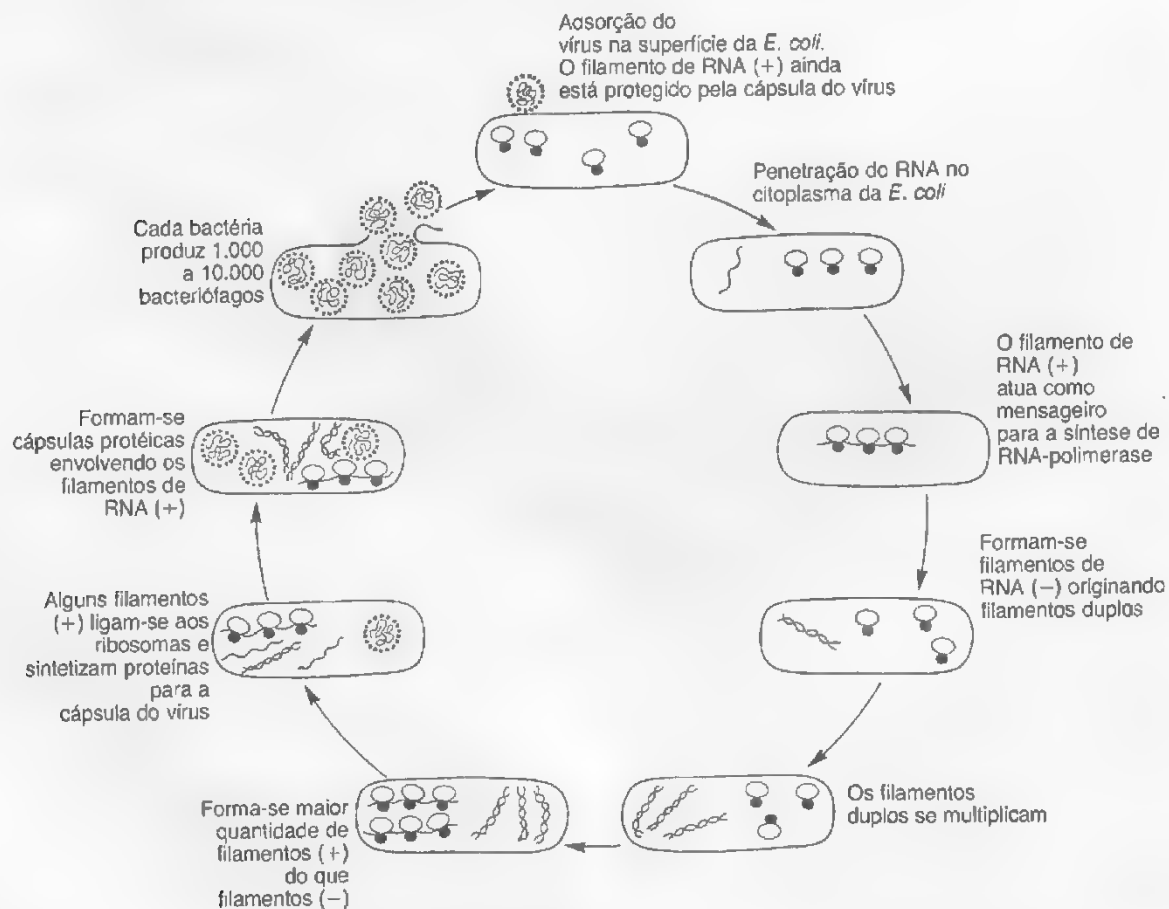 Adsorção do
vírus na superfície da E. coli.
O filamento de RNA (+) ainda
está protegido pela cápsula do vírus
Penetração do RNA no
citoplasma da E. coli
O filamento de
RNA (+)
atua como
mensageiro
para a síntese de
RNA-polimerase
Formam-se
filamentos de
RNA (−) originando
filamentos duplos
Os filamentos
duplos se multiplicam
Forma-se maior
quantidade de
filamentos (+)
do que
filamentos (−)
Alguns filamentos
(+) ligam-se aos
ribosomas e
sintetizam proteínas
para a
cápsula do vírus
Formam-se
cápsulas protéicas
envolvendo os
filamentos de
RNA (+)
Cada bactéria
produz 1.000
a 10.000
bacteriófagos